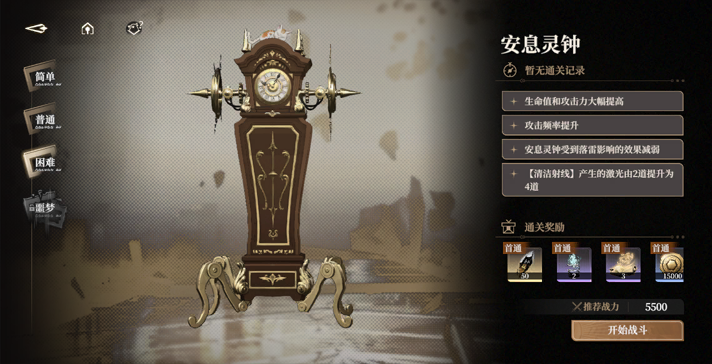 安息灵钟
暂无通关记录
简单
普通
困难
噩梦
生命值和攻击力大幅提高
攻击频率提升
安息灵钟受到落雷影响的效果减弱
【清洁射线】产生的激光由2道提升为
4道
通关奖励
首通
首通
首通
首通
50
2
3
15000
推荐战力
5500
开始战斗